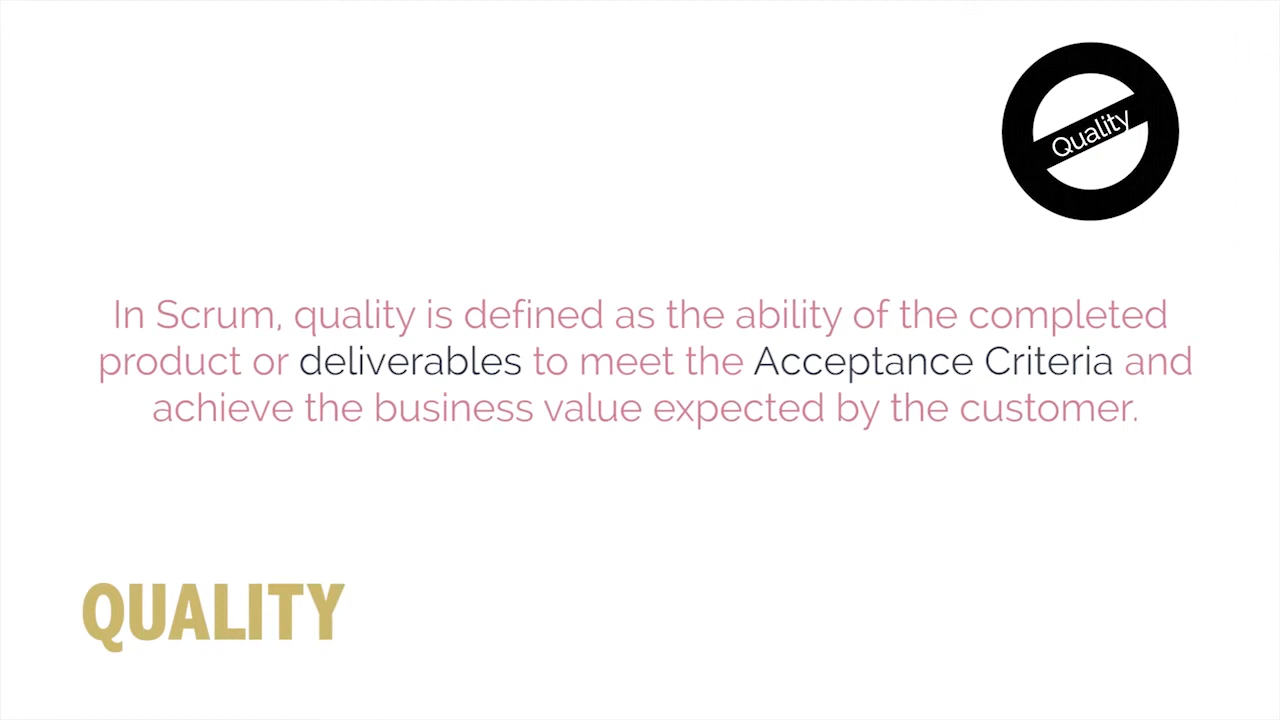 Quality
In Scrum, quality is defined as the ability of the completed
product or deliverables to meet the Acceptance Criteria and
achieve the business value expected by the customer.
QUALITY